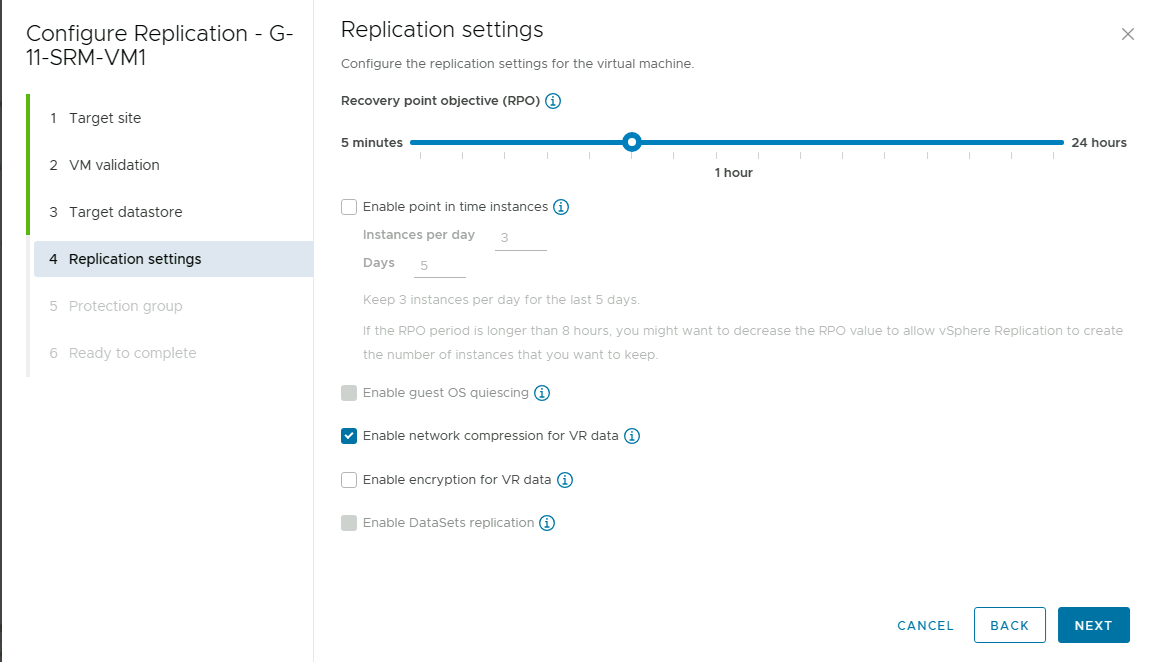 Configure Replication - G-
11-SRM-VM1
1 Target site
2 VM validation
3 Target datastore
4 Replication settings
5 Protection group
6 Ready to complete
Replication settings
Configure the replication settings for the virtual machine.
Recovery point objective (RPO)
5 minutes
24 hours
1 hour
Enable point in time instances
Instances per day 3
Days 5
Keep 3 instances per day for the last 5 days.
If the RPO period is longer than 8 hours, you might want to decrease the RPO value to allow vSphere Replication to create
the number of instances that you want to keep.
Enable guest OS quiescing
Enable network compression for VR data
Enable encryption for VR data
Enable DataSets replication
CANCEL BACK NEXT